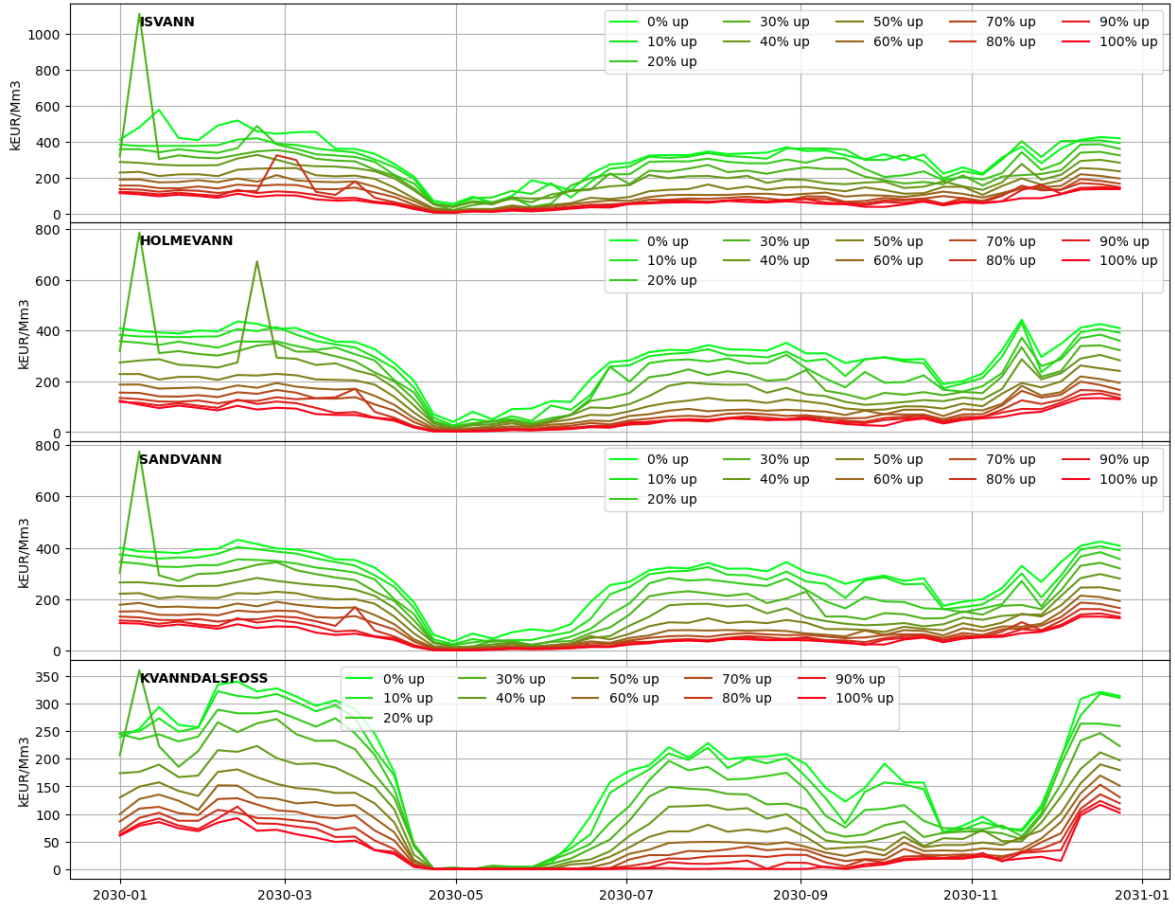 ISVANN
0% up 30% up 50% up 70% up 90% up
10% up 40% up 60% up 80% up 100% up
20% up
1000
800
600
400
200
0
kEUR/Mm3
HOLMEVANN
0% up 30% up 50% up 70% up 90% up
10% up 40% up 60% up 80% up 100% up
20% up
800
600
400
200
0
kEUR/Mm3
SANDVANN
0% up 30% up 50% up 70% up 90% up
10% up 40% up 60% up 80% up 100% up
20% up
800
600
400
200
0
kEUR/Mm3
KVANNDALSFOSS
0% up 30% up 50% up 70% up 90% up
10% up 40% up 60% up 80% up 100% up
20% up
350
300
250
200
150
100
50
0
kEUR/Mm3
2030-01 2030-03 2030-05 2030-07 2030-09 2030-11 2031-01